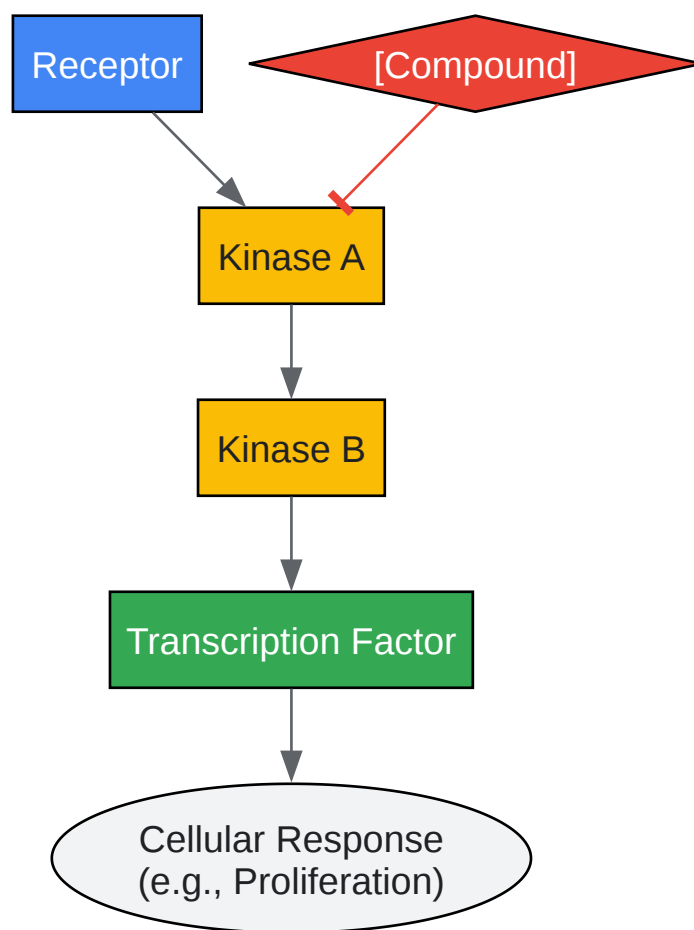 Receptor
[Compound]
Kinase A
Kinase B
Transcription Factor
Cellular Response
(e.g., Proliferation)